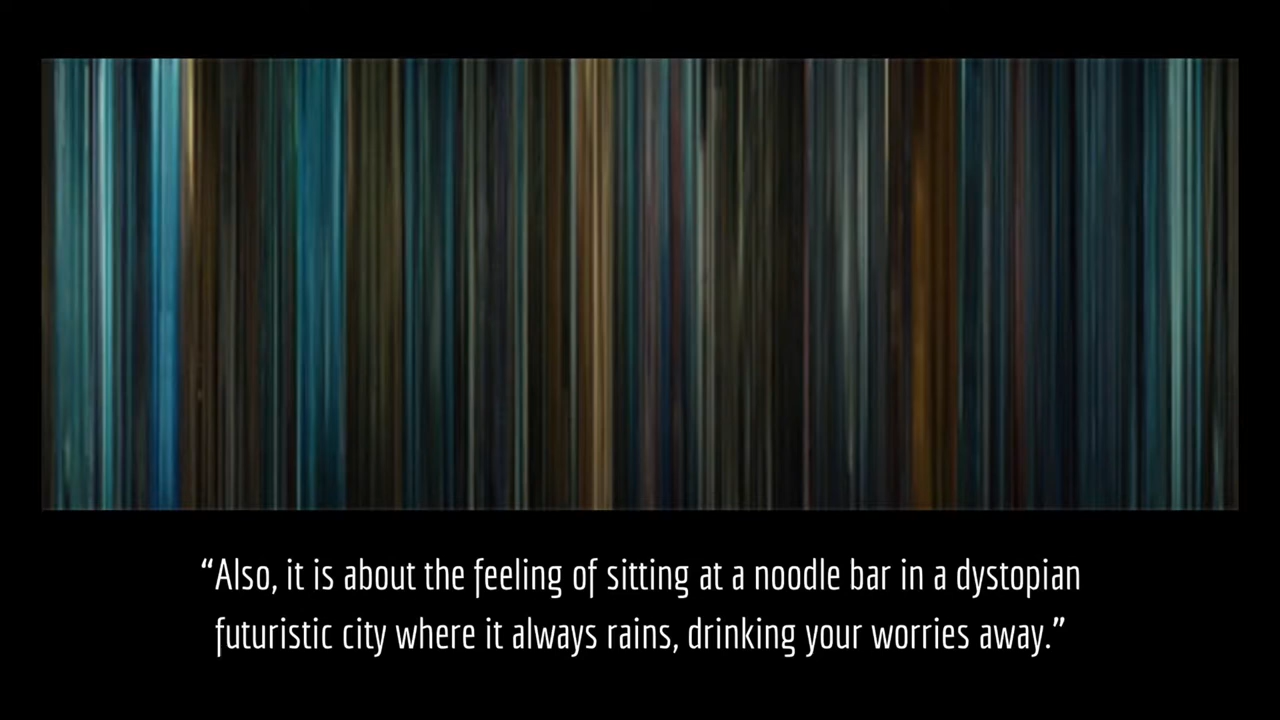 “Also, it is about the feeling of sitting at a noodle bar in a dystopian
futuristic city where it always rains, drinking your worries away.”